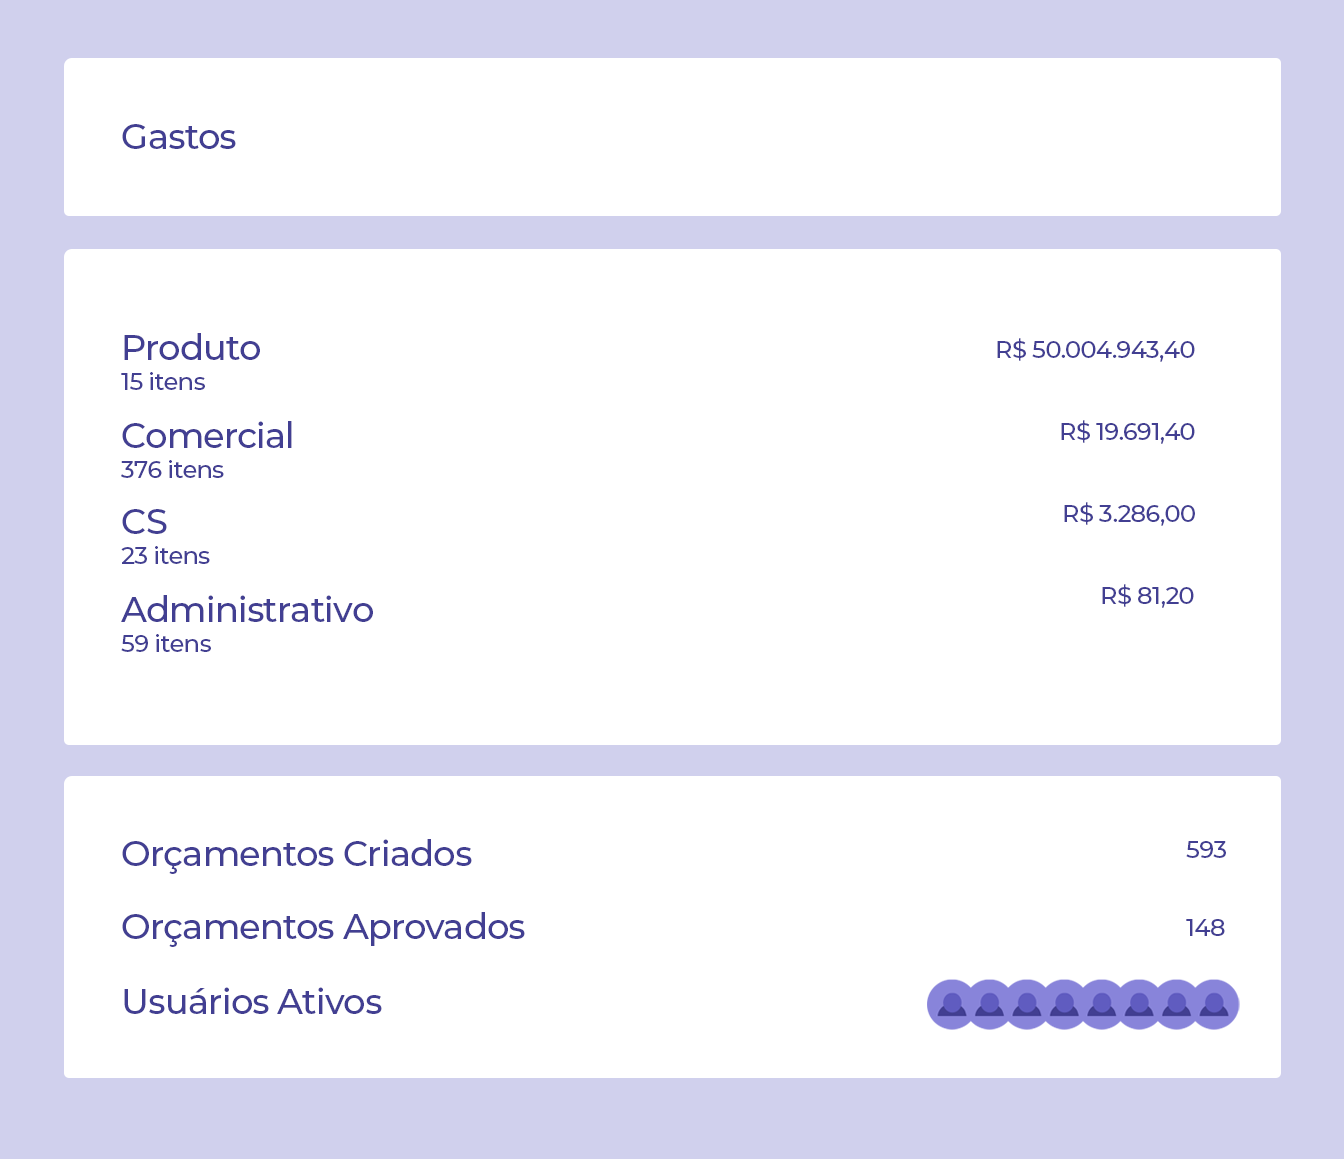 Gastos
Produto
R$ 50.004.943,40
15 itens
Comercial
R$ 19.691,40
376 itens
CS
R$ 3.286,00
23 itens
Administrativo
R$ 81,20
59 itens
Orçamentos Criados
593
Orçamentos Aprovados
148
Usuários Ativos